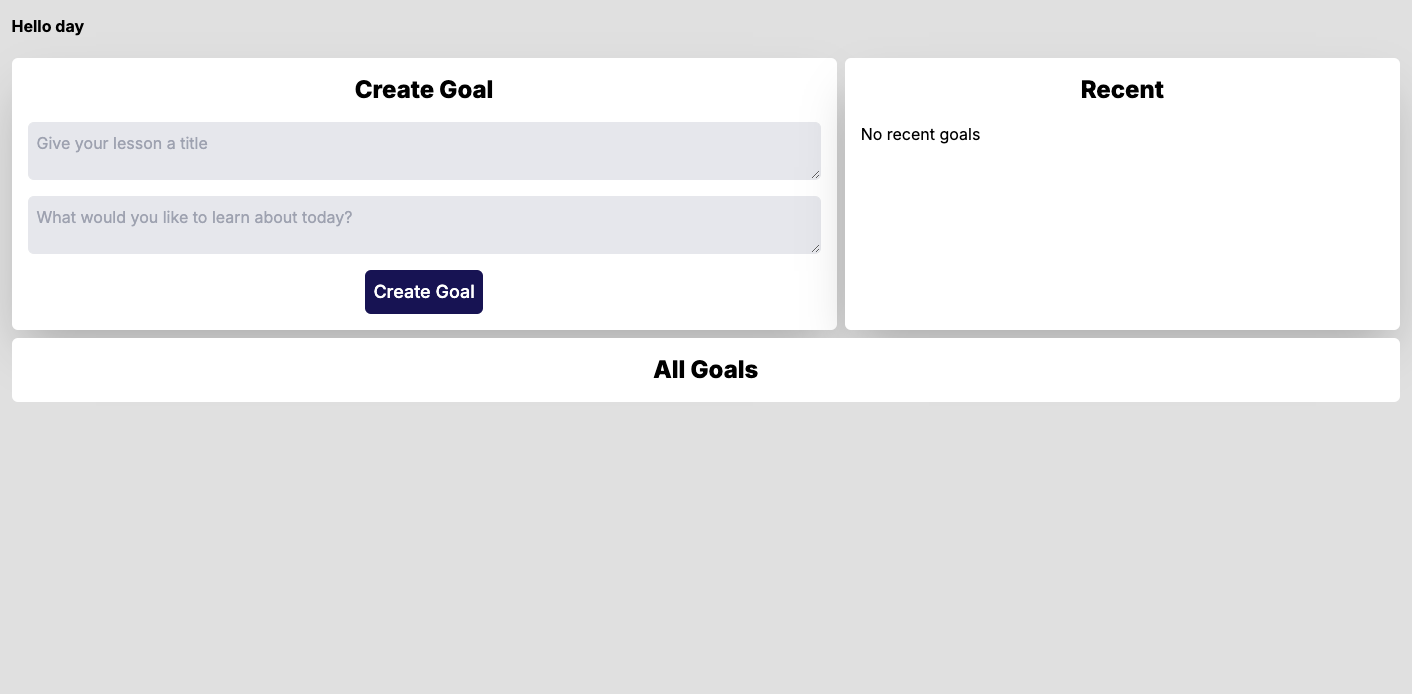 Hello day
Create Goal
Give your lesson a title
What would you like to learn about today?
Create Goal
Recent
No recent goals
All Goals